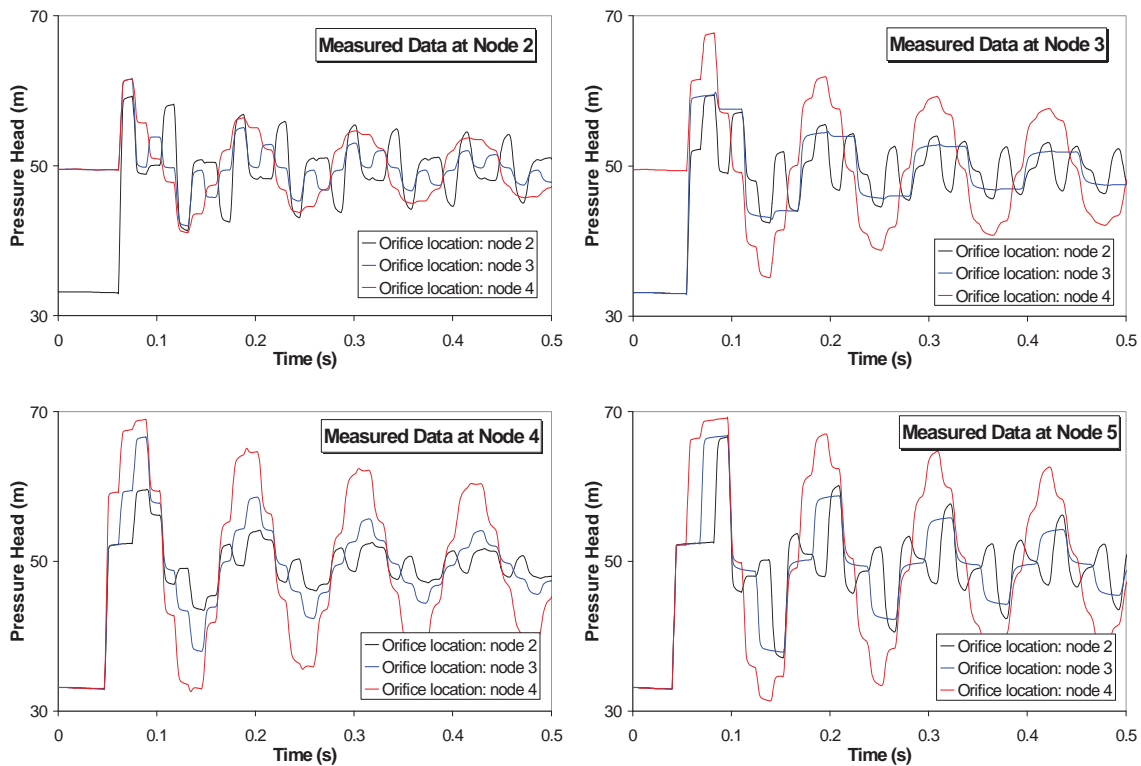 70
Measured Data at Node 2
50
Pressure Head (m)
Orifice location: node 2
Orifice location: node 3
Orifice location: node 4
30
0 0.1 0.2 0.3 0.4 0.5
Time (s)
70
Measured Data at Node 3
50
Pressure Head (m)
Orifice location: node 2
Orifice location: node 3
Orifice location: node 4
30
0 0.1 0.2 0.3 0.4 0.5
Time (s)
70
Measured Data at Node 4
50
Pressure Head (m)
Orifice location: node 2
Orifice location: node 3
Orifice location: node 4
30
0 0.1 0.2 0.3 0.4 0.5
Time (s)
70
Measured Data at Node 5
50
Pressure Head (m)
Orifice location: node 2
Orifice location: node 3
Orifice location: node 4
30
0 0.1 0.2 0.3 0.4 0.5
Time (s)